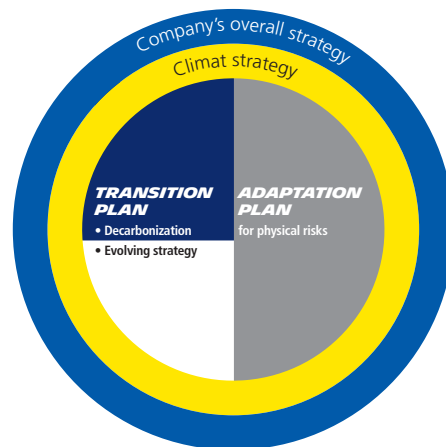 Company's overall strategy
Climat strategy
TRANSITION
PLAN
• Decarbonization
• Evolving strategy
ADAPTATION
PLAN
for physical risks